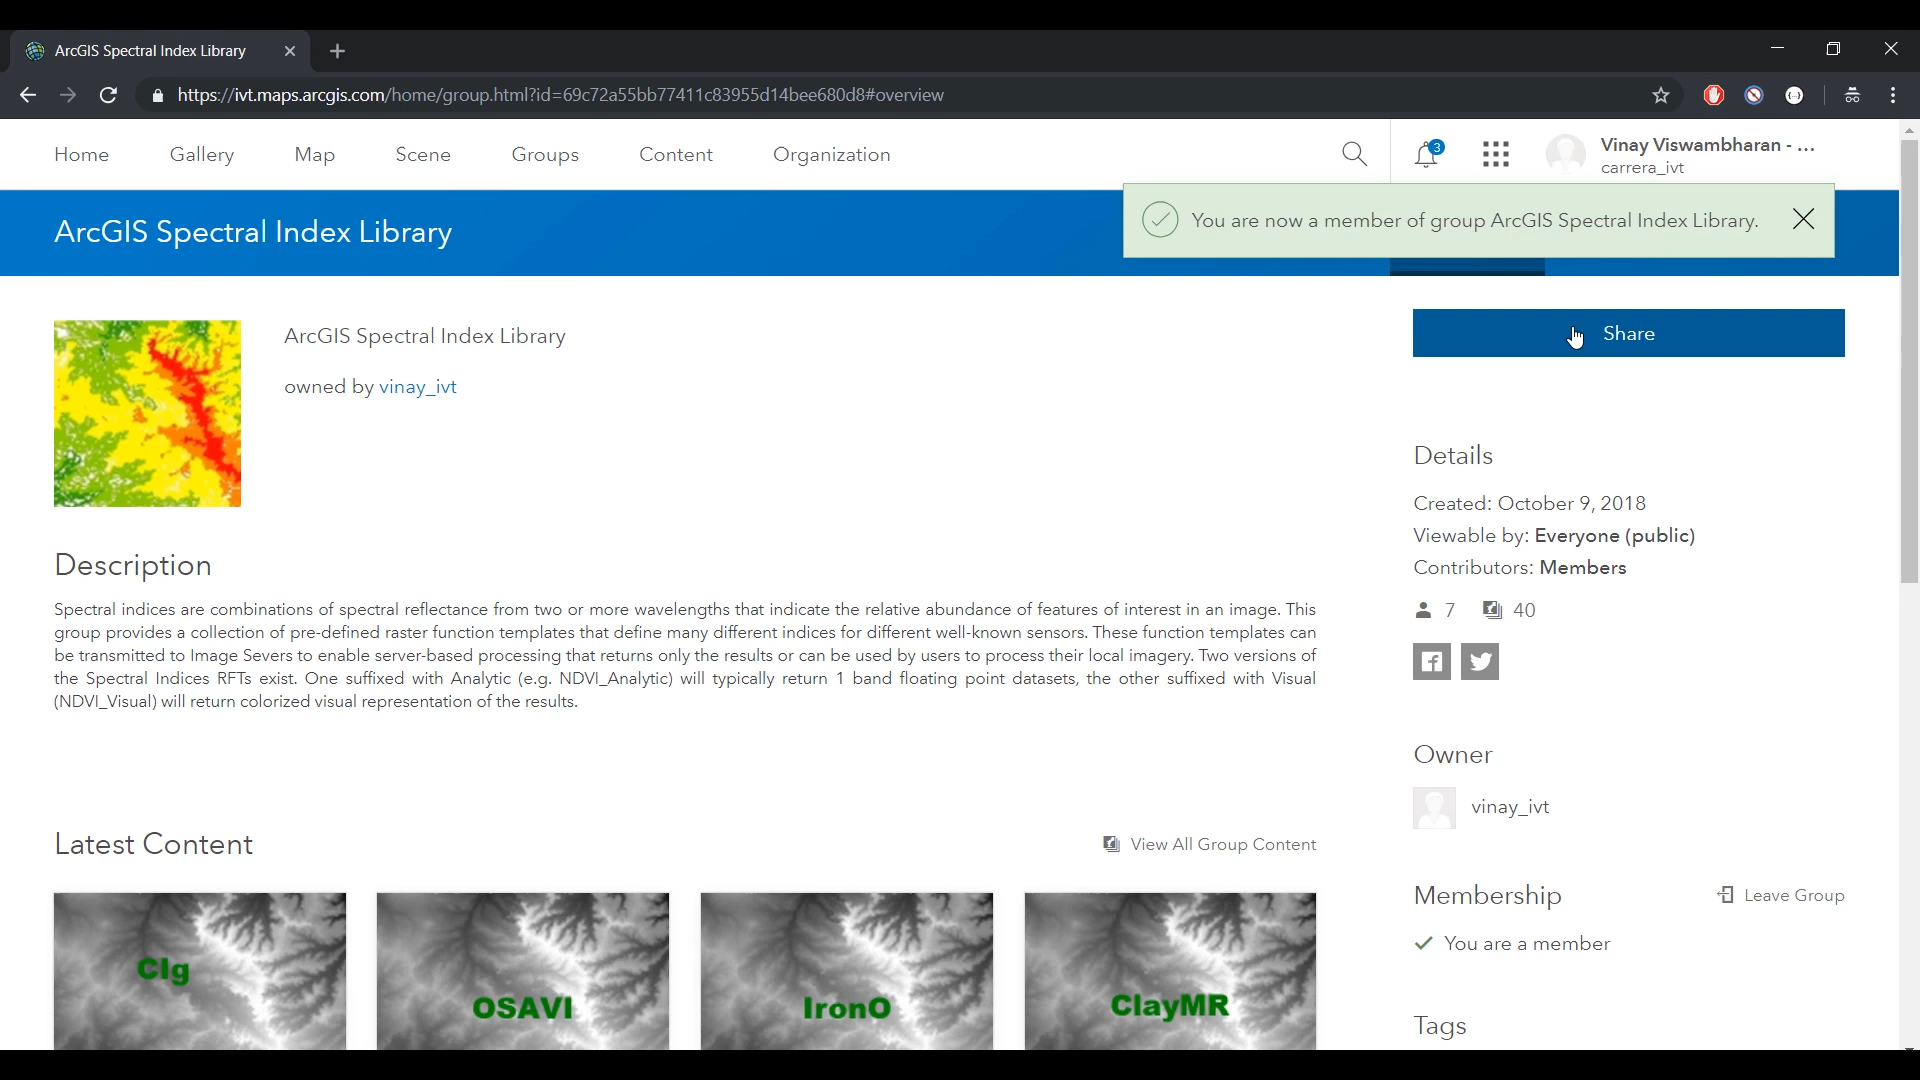 ArcGIS Spectral Index Library
https://ivt.maps.arcgis.com/home/group.html?id=69c72a55bb77411c83955d14bee680d8#overview
Home Gallery Map Scene Groups Content Organization
3
Vinay Viswambharan - ...
carrera_ivt
ArcGIS Spectral Index Library
You are now a member of group ArcGIS Spectral Index Library.
ArcGIS Spectral Index Library
owned by vinay_ivt
Share
Description
Spectral indices are combinations of spectral reflectance from two or more wavelengths that indicate the relative abundance of features of interest in an image. This
group provides a collection of pre-defined raster function templates that define many different indices for different well-known sensors. These function templates can
be transmitted to Image Severs to enable server-based processing that returns only the results or can be used by users to process their local imagery. Two versions of
the Spectral Indices RFTs exist. One suffixed with Analytic (e.g. NDVI_Analytic) will typically return 1 band floating point datasets, the other suffixed with Visual
(NDVI_Visual) will return colorized visual representation of the results.
Details
Created: October 9, 2018
Viewable by: Everyone (public)
Contributors: Members
7 40
Owner
vinay_ivt
Latest Content
View All Group Content
CIg
OSAVI
IronO
ClayMR
Membership
Leave Group
You are a member
Tags